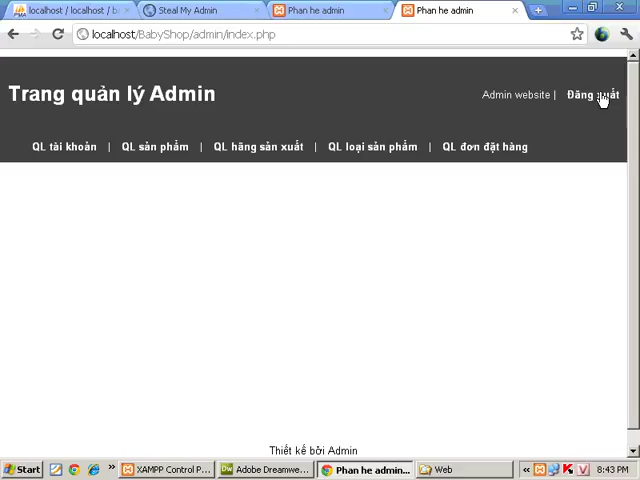 localhost / localhost / b
Steal My Admin
Phan he admin
Phan he admin
localhost/BabyShop/admin/index.php
Trang quản lý Admin
Admin website | Đăng xuất
QL tài khoản | QL sản phẩm | QL hãng sản xuất | QL loại sản phẩm | QL đơn đặt hàng
Thiết kế bởi Admin
Start
XAMPP Control P...
Adobe Dreamwe...
Phan he admin...
Web
8:43 PM